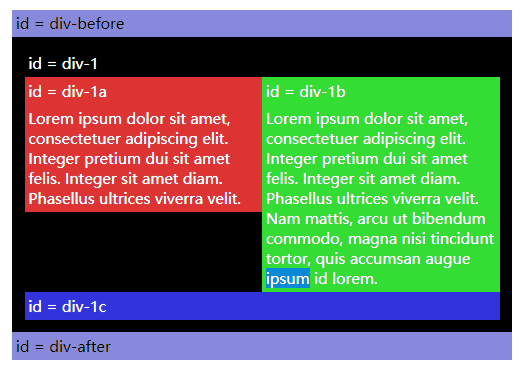 id = div-before
id = div-1
id = div-1a
Lorem ipsum dolor sit amet,
consectetuer adipiscing elit.
Integer pretium dui sit amet
felis. Integer sit amet diam.
Phasellus ultrices viverra velit.
id = div-1b
Lorem ipsum dolor sit amet,
consectetuer adipiscing elit.
Integer pretium dui sit amet
felis. Integer sit amet diam.
Phasellus ultrices viverra velit.
Nam mattis, arcu ut bibendum
commodo, magna nisi tincidunt
tortor, quis accumsan augue
ipsum id lorem.
id = div-1c
id = div-after